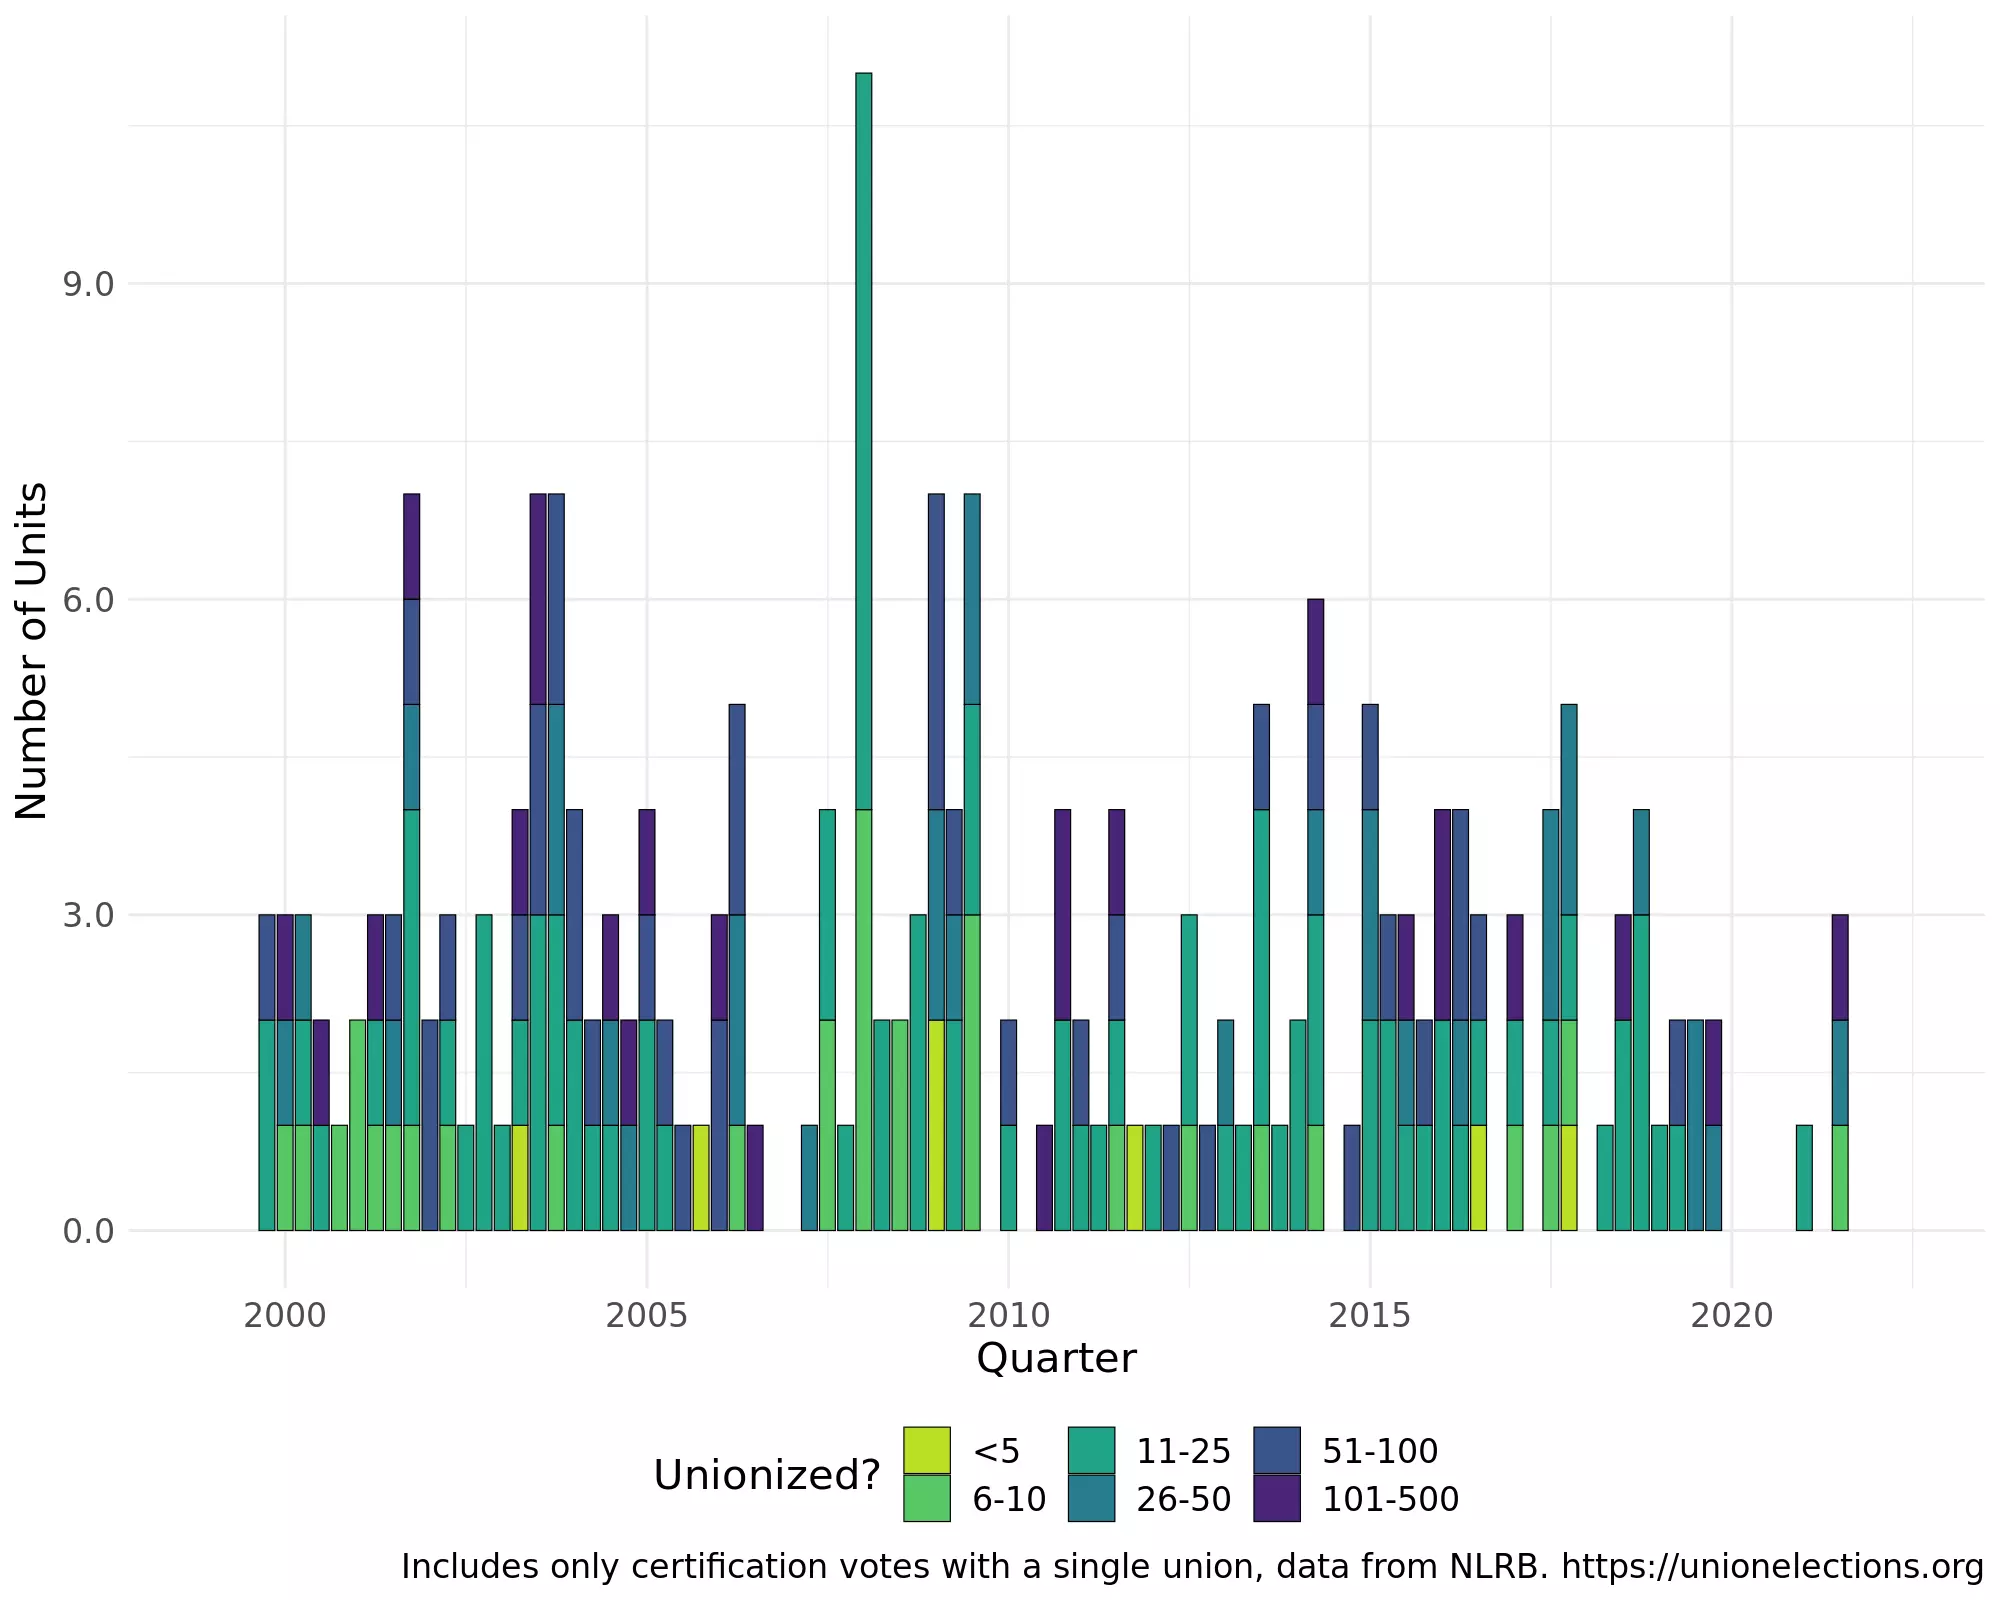 9.0
6.0
3.0
0.0
Number of Units
2000 2005 2010 2015 2020
Quarter
Unionized?
<5 11-25 51-100
6-10 26-50 101-500
Includes only certification votes with a single union, data from NLRB. https://unionelections.org